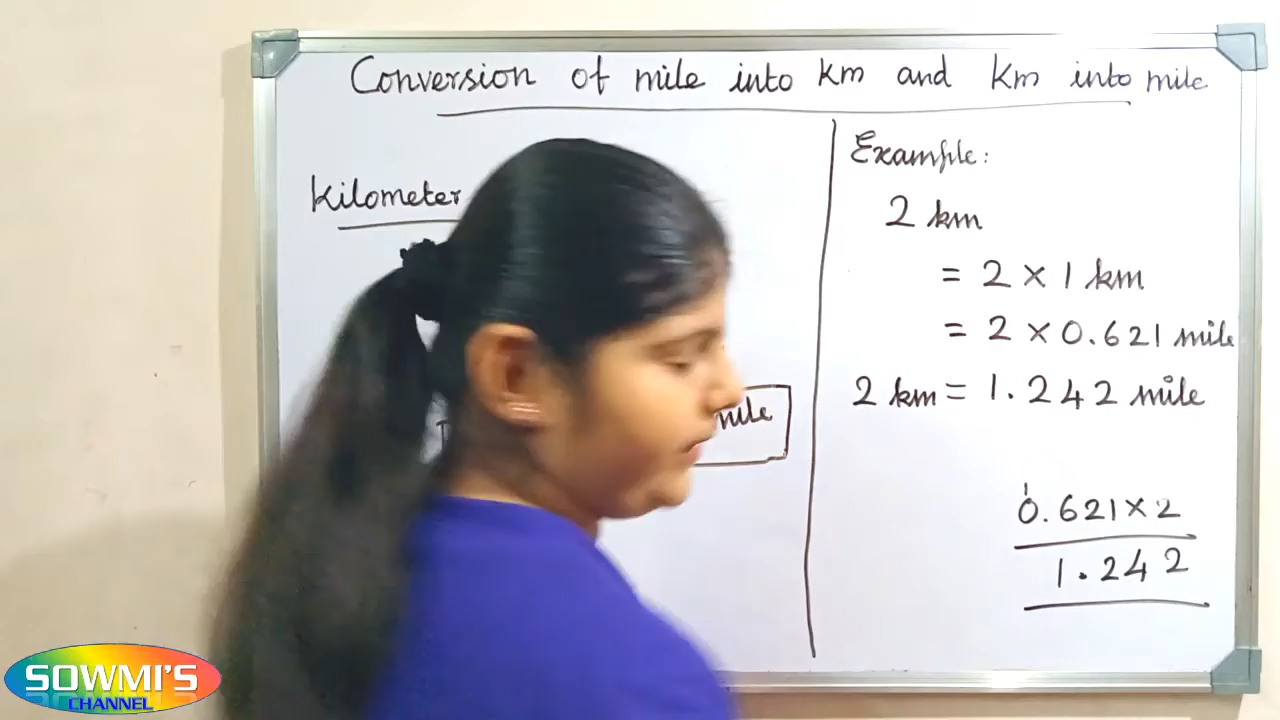 Conversion of mile into km and km into mile
Kilometer
mile
Example:
2 km
= 2 × 1 km
= 2 × 0.621 mile
2 km = 1.242 mile
1
0.621 × 2
1.242
SOWMI'S
CHANNEL